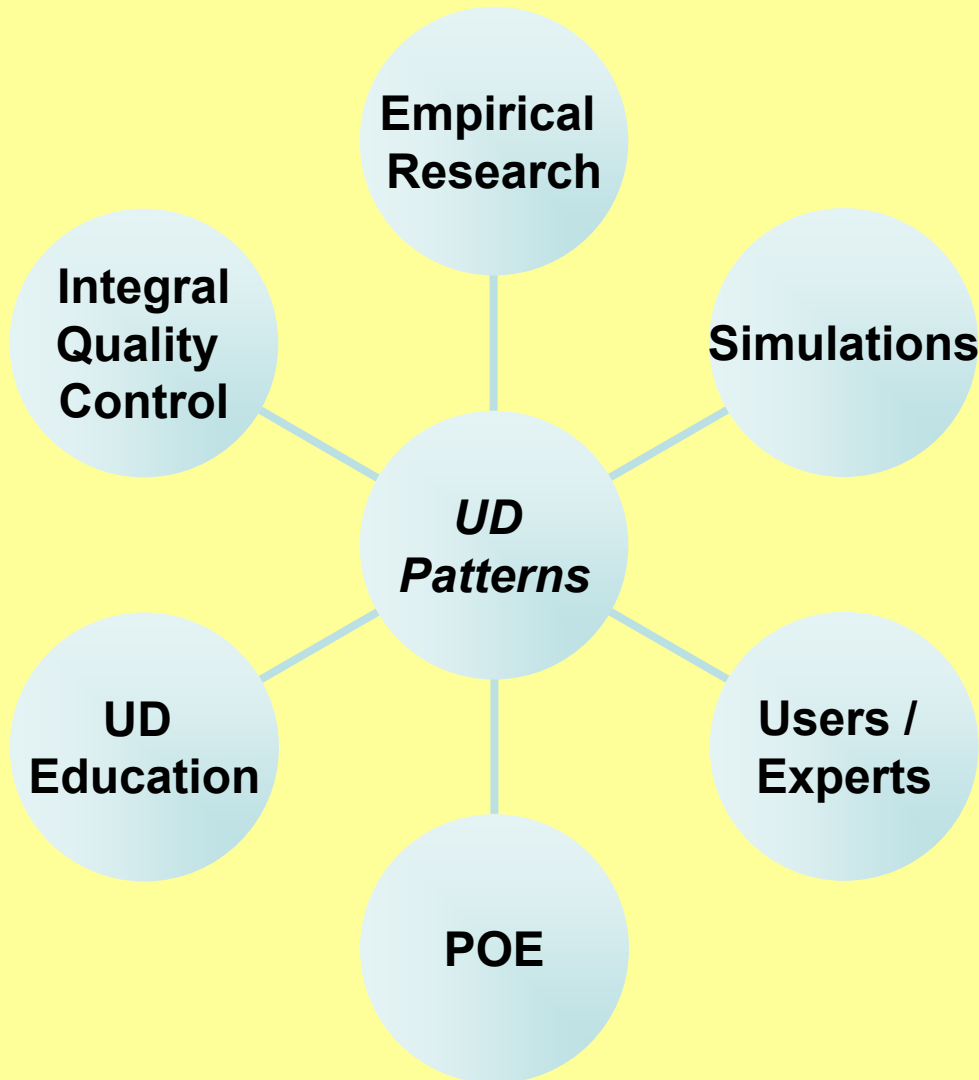 Empirical
Research
Integral
Quality
Control
Simulations
UD
Patterns
UD
Education
Users /
Experts
POE